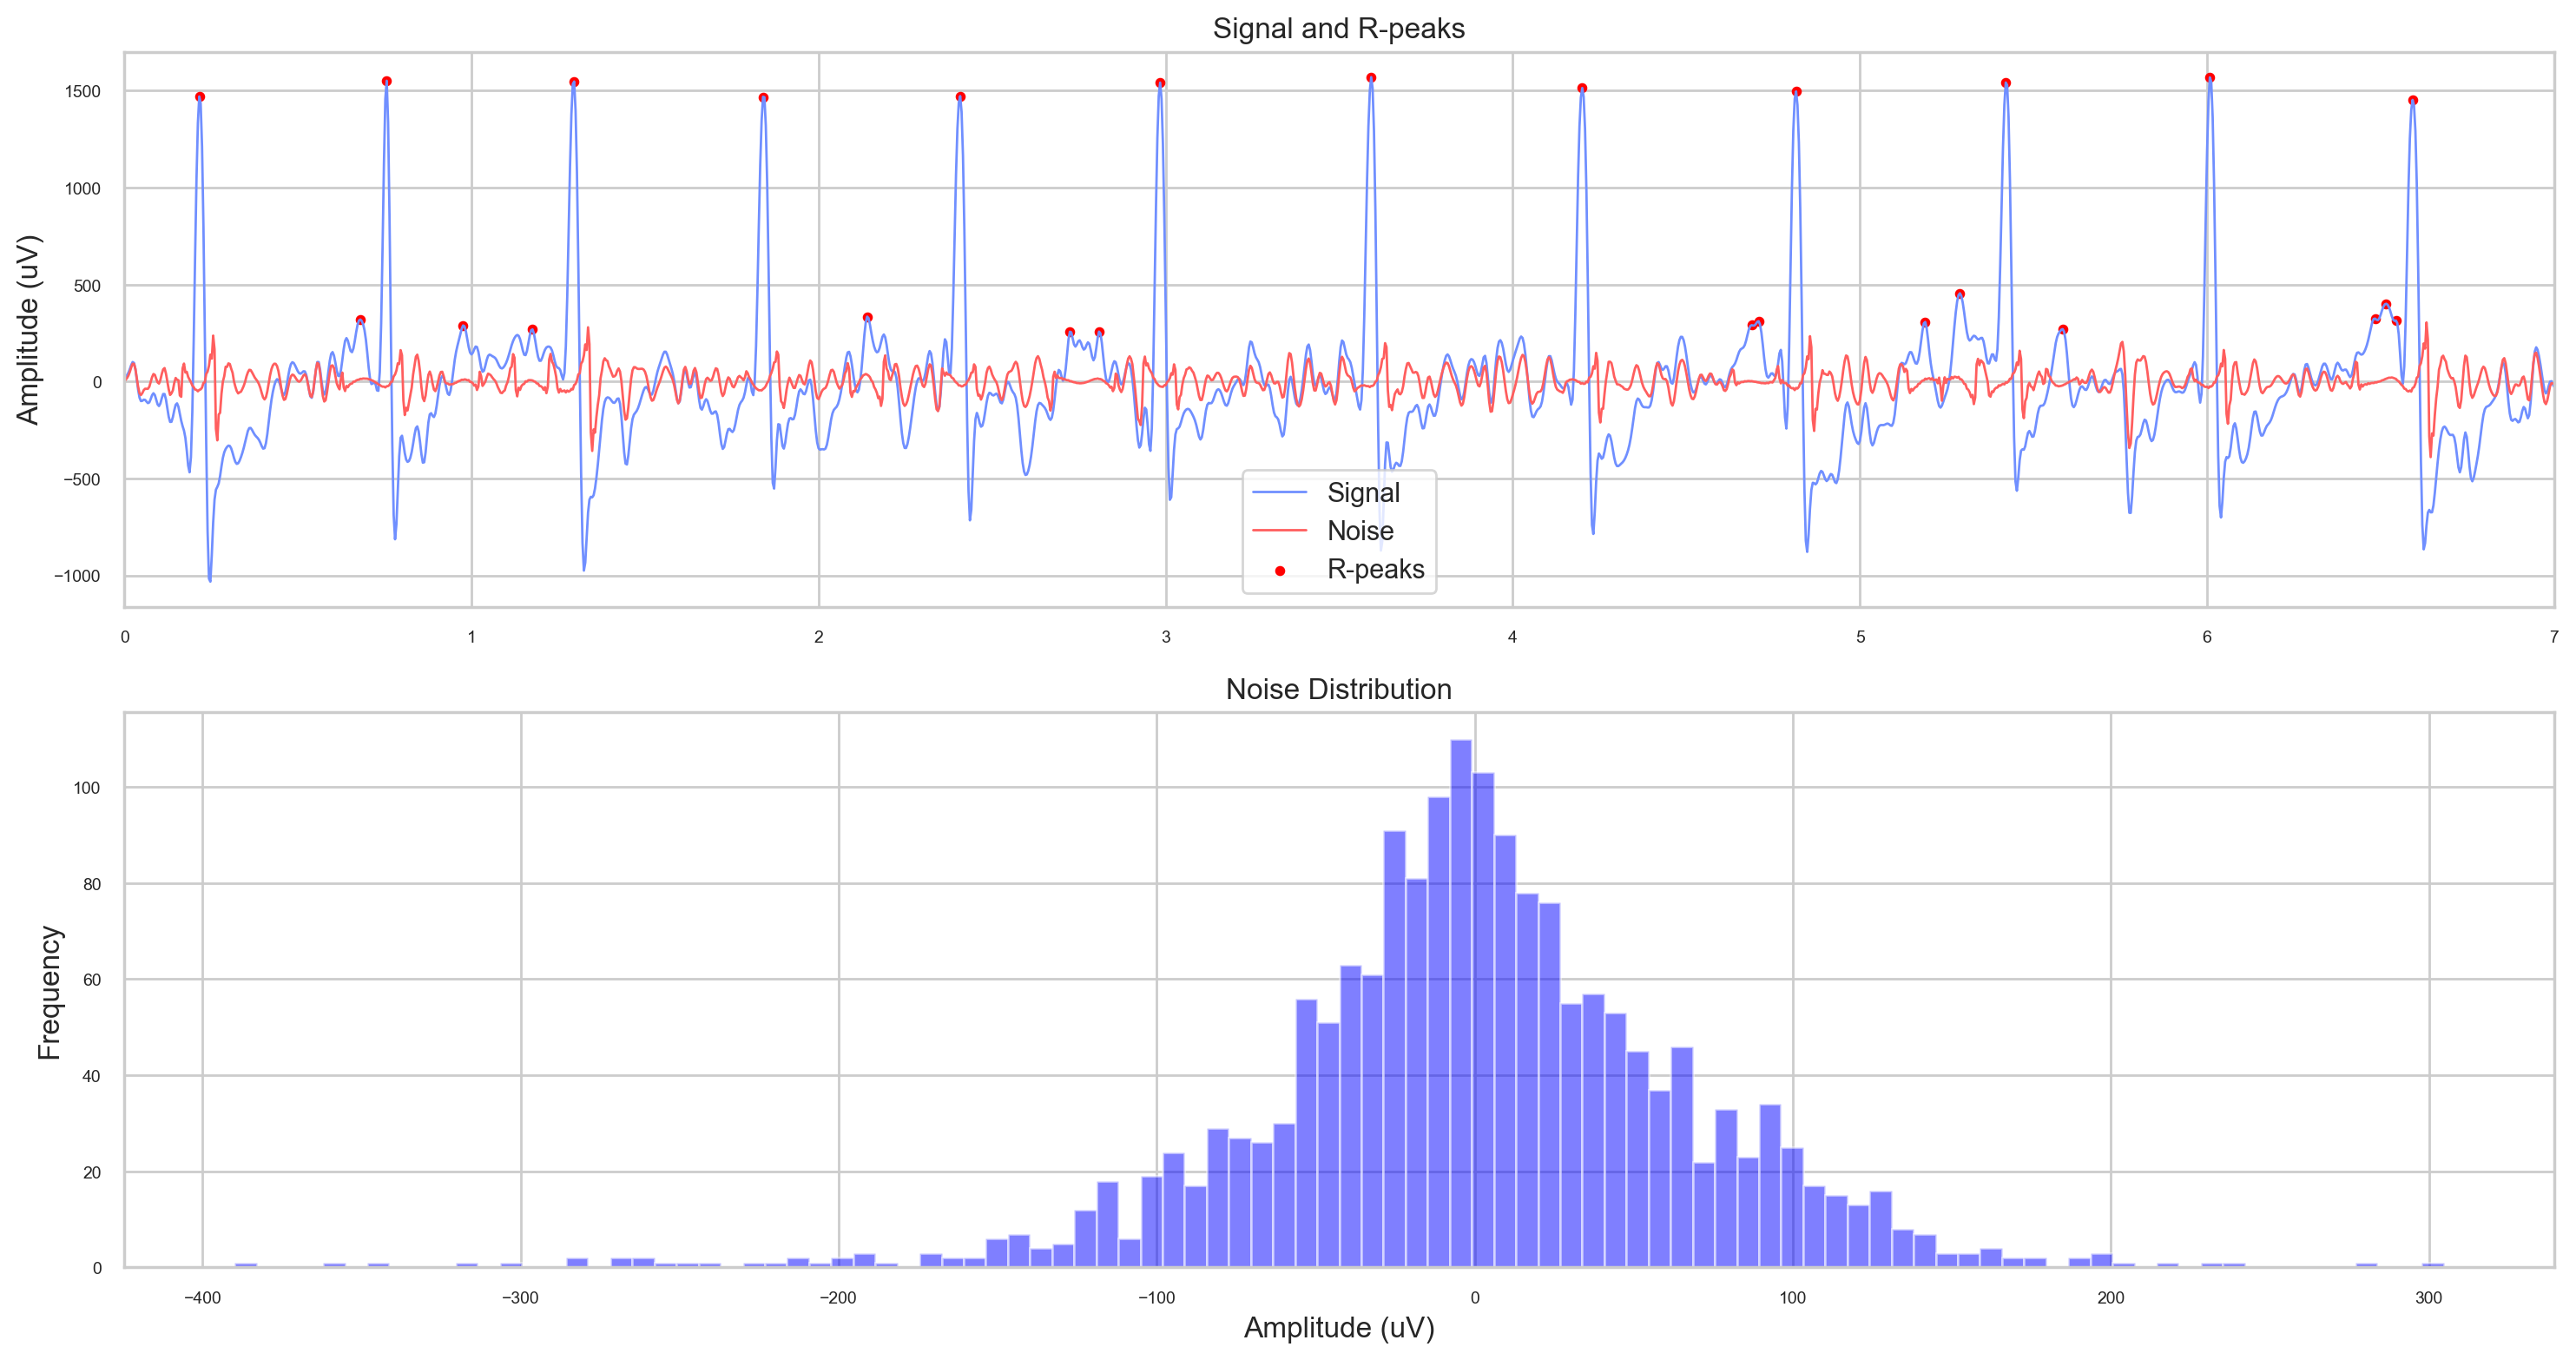 Signal and R-peaks
Amplitude (uV)
1500
1000
500
0
−500
−1000
Signal
Noise
R-peaks
0 1 2 3 4 5 6 7
Noise Distribution
Frequency
100
80
60
40
20
0
−400 −300 −200 −100 0 100 200 300
Amplitude (uV)